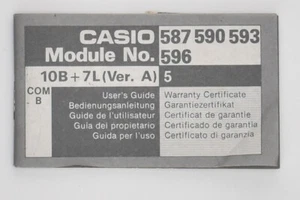 CASIO 587 590 593
Module No. 596
10B+7L(Ver. A) 5
COM
. B
User's Guide Warranty Certificate
Bedienungsanleitung Garantiezertifikat
Guide de l'utilisateur Certificat de garantie
Guía del propietario Certificado de garantía
Guida per l'uso Certificato di garanzia